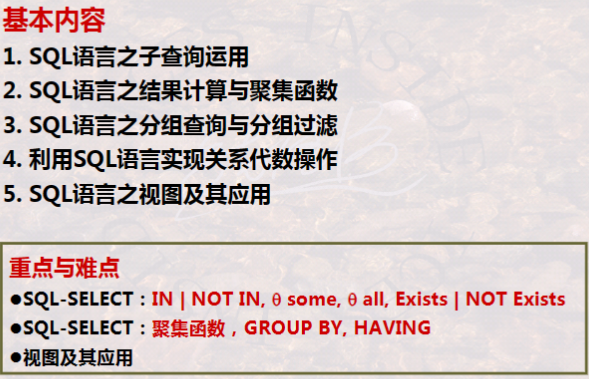 基本内容
1. SQL语言之子查询运用
2. SQL语言之结果计算与聚集函数
3. SQL语言之分组查询与分组过滤
4. 利用SQL语言实现关系代数操作
5. SQL语言之视图及其应用
重点与难点
●SQL-SELECT：IN | NOT IN, θ some, θ all, Exists | NOT Exists
●SQL-SELECT：聚集函数，GROUP BY, HAVING
●视图及其应用